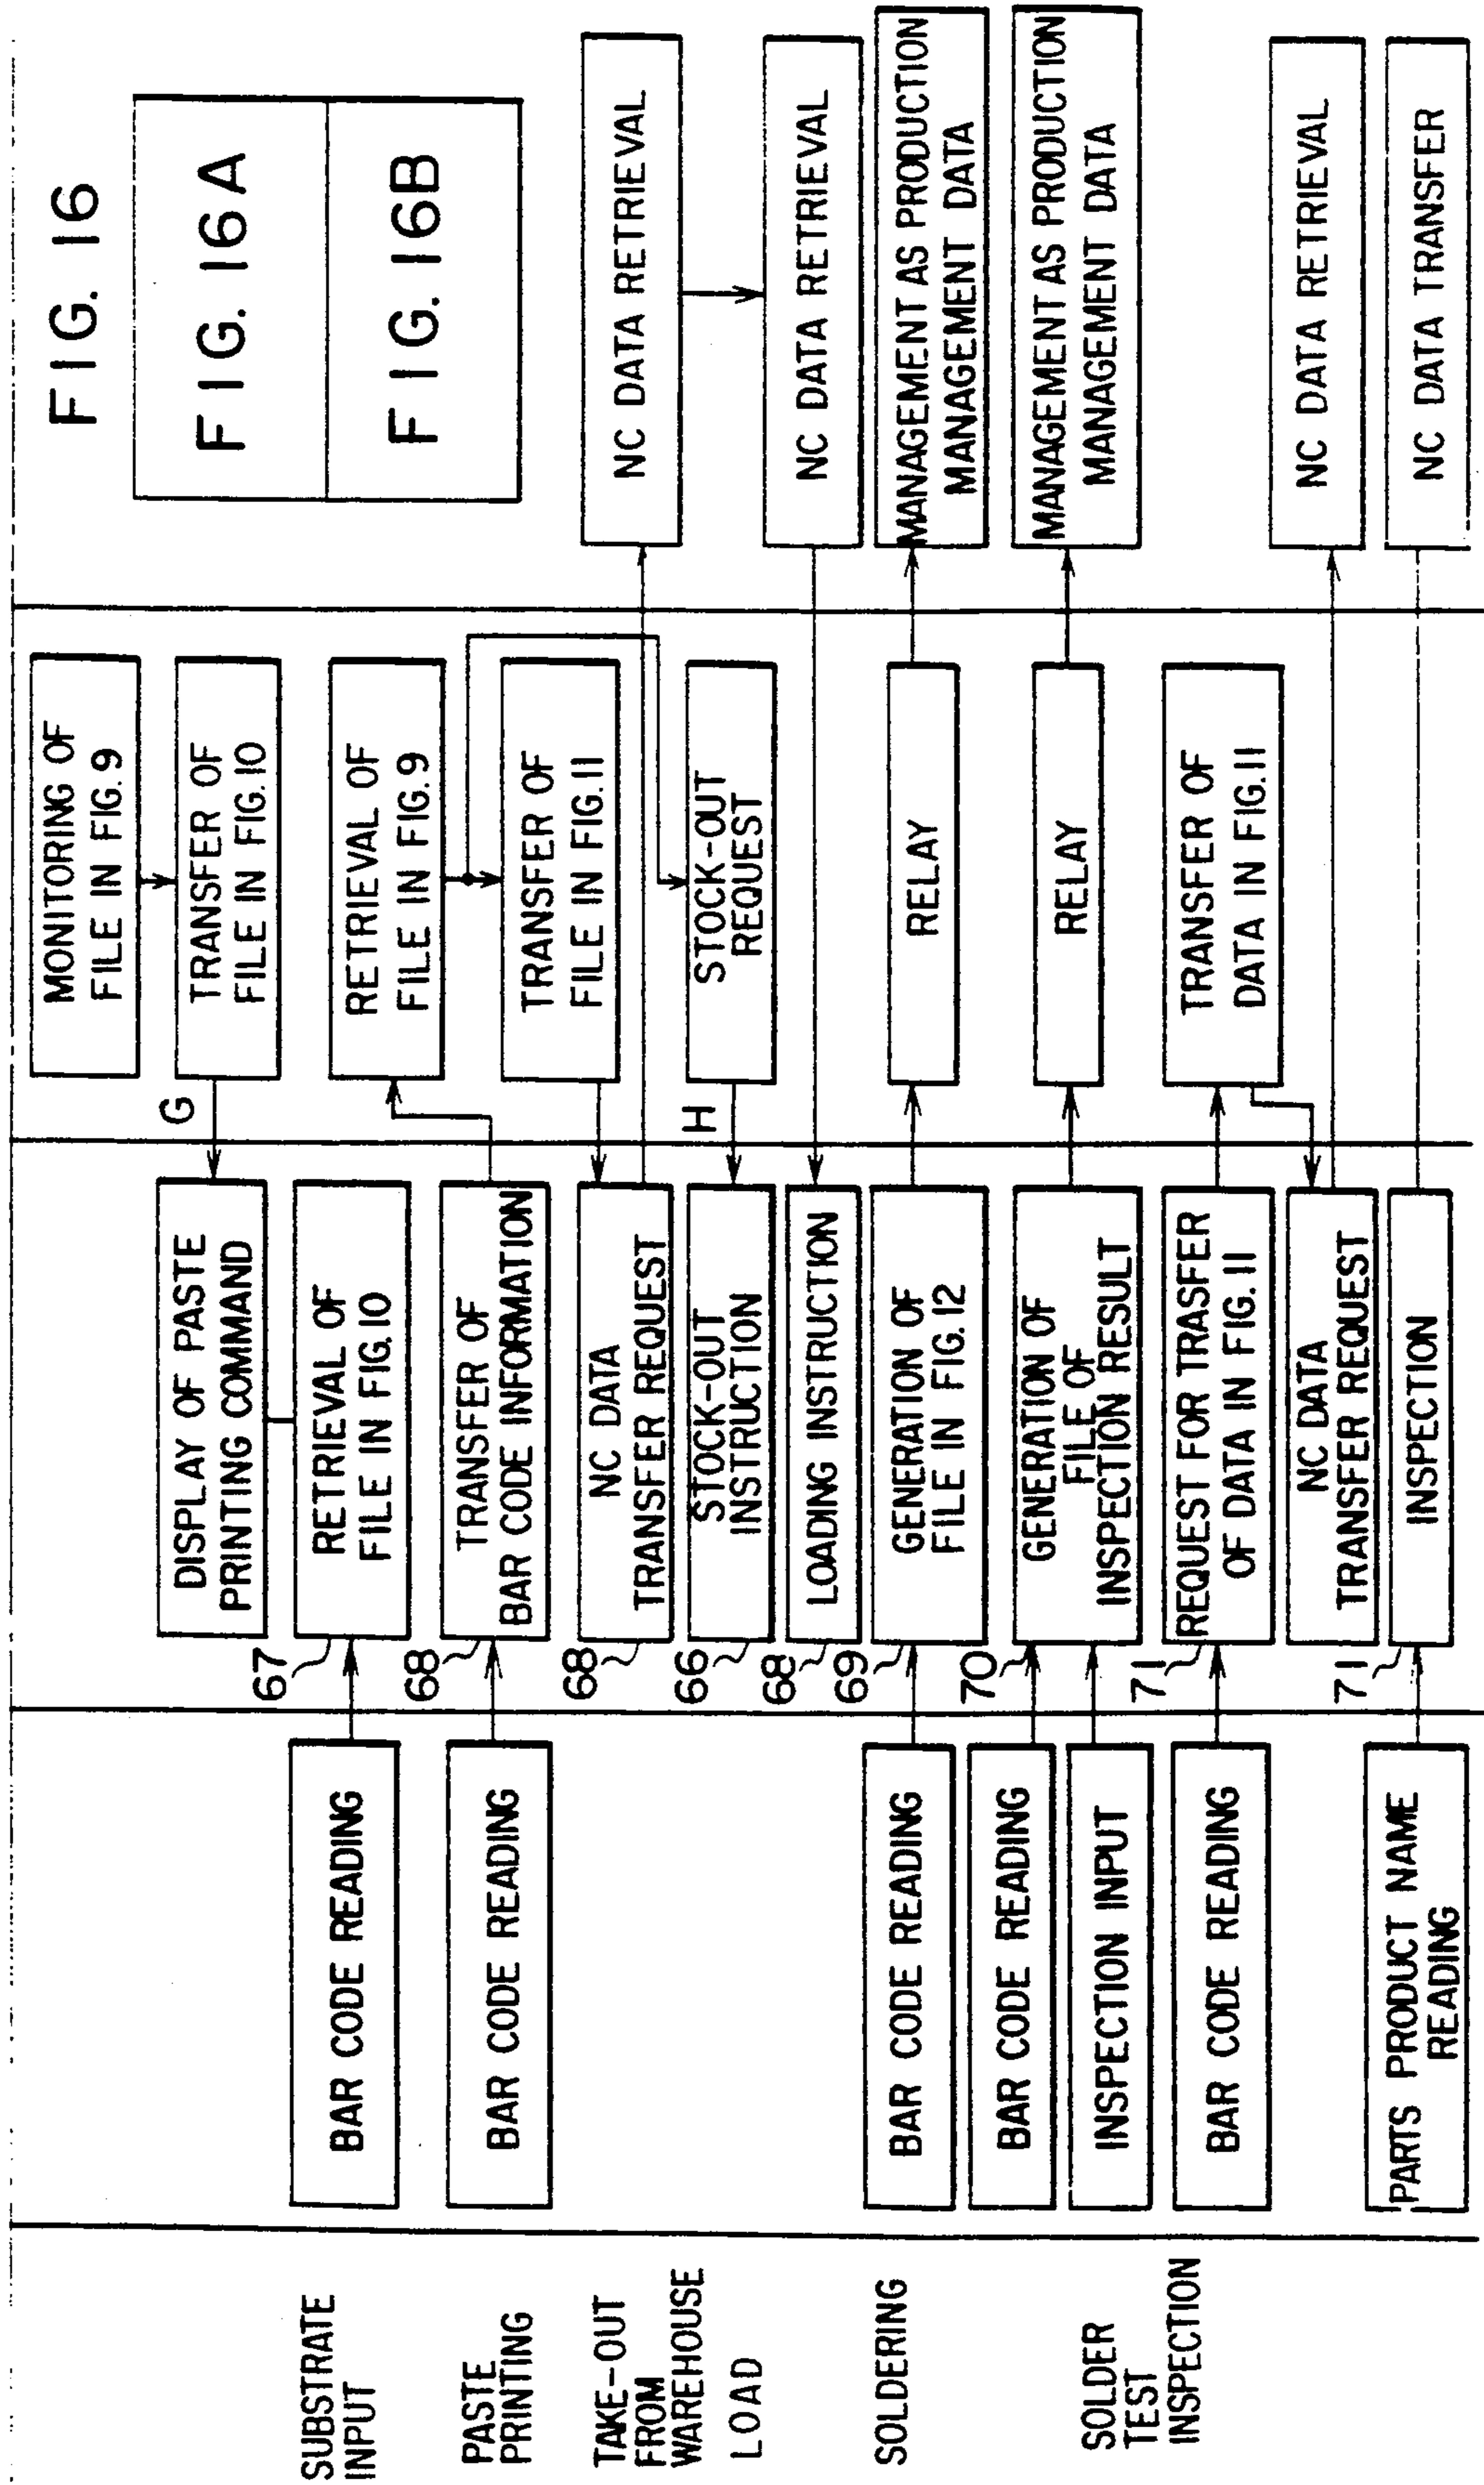 FIG. 16
FIG. 16A
FIG. 16B
SUBSTRATE
INPUT
PASTE
PRINTING
TAKE-OUT
FROM
WAREHOUSE
LOAD
SOLDERING
SOLDER
TEST
INSPECTION
BAR CODE READING
BAR CODE READING
BAR CODE READING
BAR CODE READING
INSPECTION INPUT
BAR CODE READING
PARTS PRODUCT NAME
READING
DISPLAY OF PASTE
PRINTING COMMAND
67
RETRIEVAL OF
FILE IN FIG. 10
68
TRANSFER OF
BAR CODE INFORMATION
68
NC DATA
TRANSFER REQUEST
66
STOCK-OUT
INSTRUCTION
68
LOADING INSTRUCTION
69
GENERATION OF
FILE IN FIG. 12
70
GENERATION OF
FILE OF
INSPECTION RESULT
71
REQUEST FOR TRASFER
OF DATA IN FIG. 11
NC DATA
TRANSFER REQUEST
71
INSPECTION
G
H
MONITORING OF
FILE IN FIG. 9
TRANSFER OF
FILE IN FIG. 10
RETRIEVAL OF
FILE IN FIG. 9
TRANSFER OF
FILE IN FIG. 11
STOCK-OUT
REQUEST
RELAY
RELAY
TRANSFER OF
DATA IN FIG. 11
NC DATA RETRIEVAL
NC DATA RETRIEVAL
MANAGEMENT AS PRODUCTION
MANAGEMENT DATA
MANAGEMENT AS PRODUCTION
MANAGEMENT DATA
NC DATA RETRIEVAL
NC DATA TRANSFER